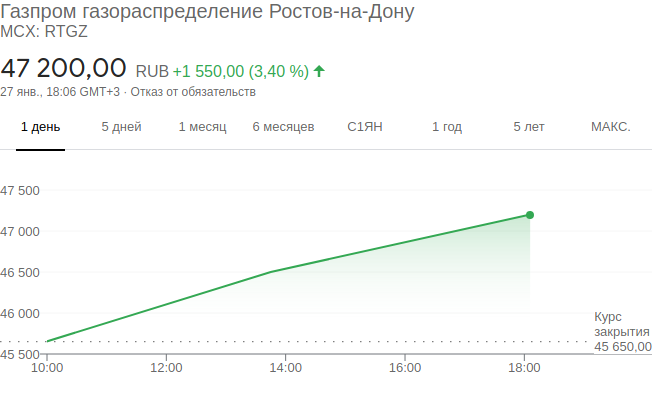 Газпром газораспределение Ростов-на-Дону
MCX: RTGZ
47 200,00 RUB +1 550,00 (3,40 %)
27 янв., 18:06 GMT+3 · Отказ от обязательств
1 день 5 дней 1 месяц 6 месяцев С1ЯН 1 год 5 лет МАКС.
47 500
47 000
46 500
46 000
Курс
закрытия
45 650,00
45 500
10:00 12:00 14:00 16:00 18:00